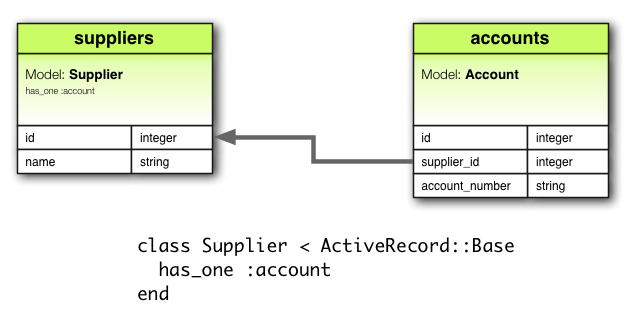 suppliers
Model: Supplier
has_one :account
id integer
name string
accounts
Model: Account
id integer
supplier_id integer
account_number string
class Supplier < ActiveRecord::Base
  has_one :account
end